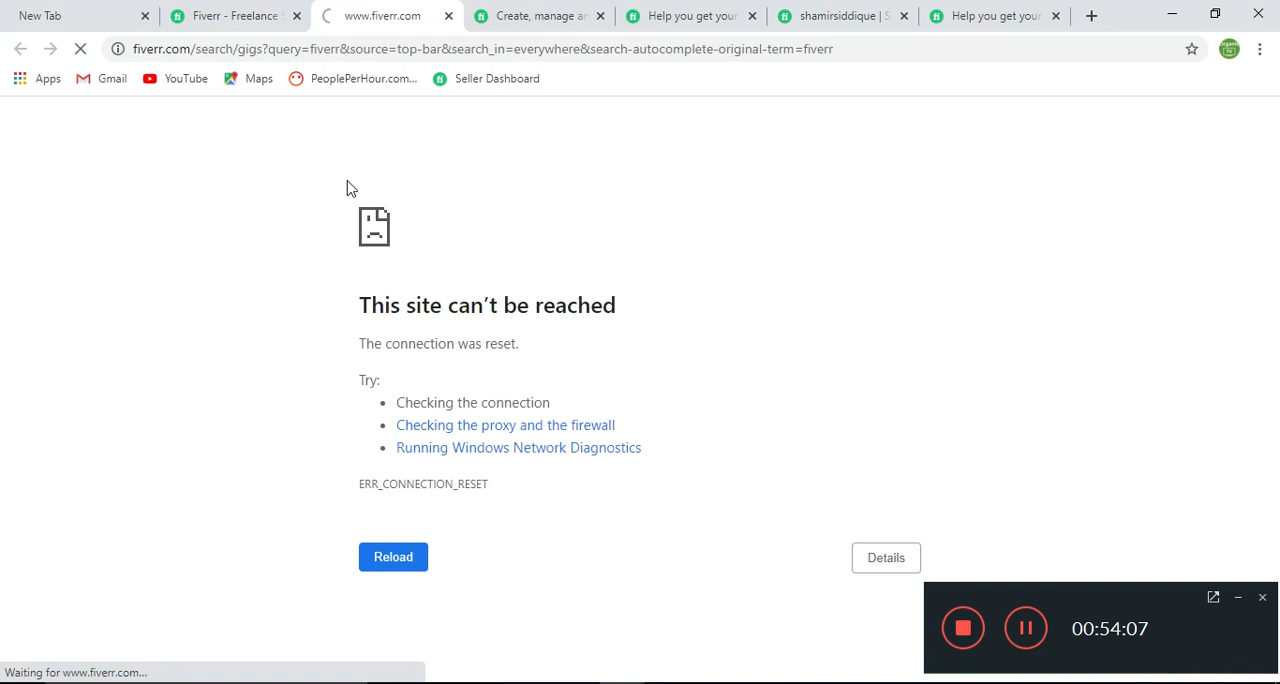 New Tab
Fiverr - Freelance
www.fiverr.com
Create, manage
Help you get your
shamirsiddique |
Help you get your
fiverr.com/search/gigs?query=fiverr&source=top-bar&search_in=everywhere&search-autocomplete-original-term=fiverr
Apps
Gmail
YouTube
Maps
PeoplePerHour.com...
Seller Dashboard
This site can't be reached
The connection was reset.
Try:
Checking the connection
Checking the proxy and the firewall
Running Windows Network Diagnostics
ERR_CONNECTION_RESET
Reload
Details
00:54:07
Waiting for www.fiverr.com...